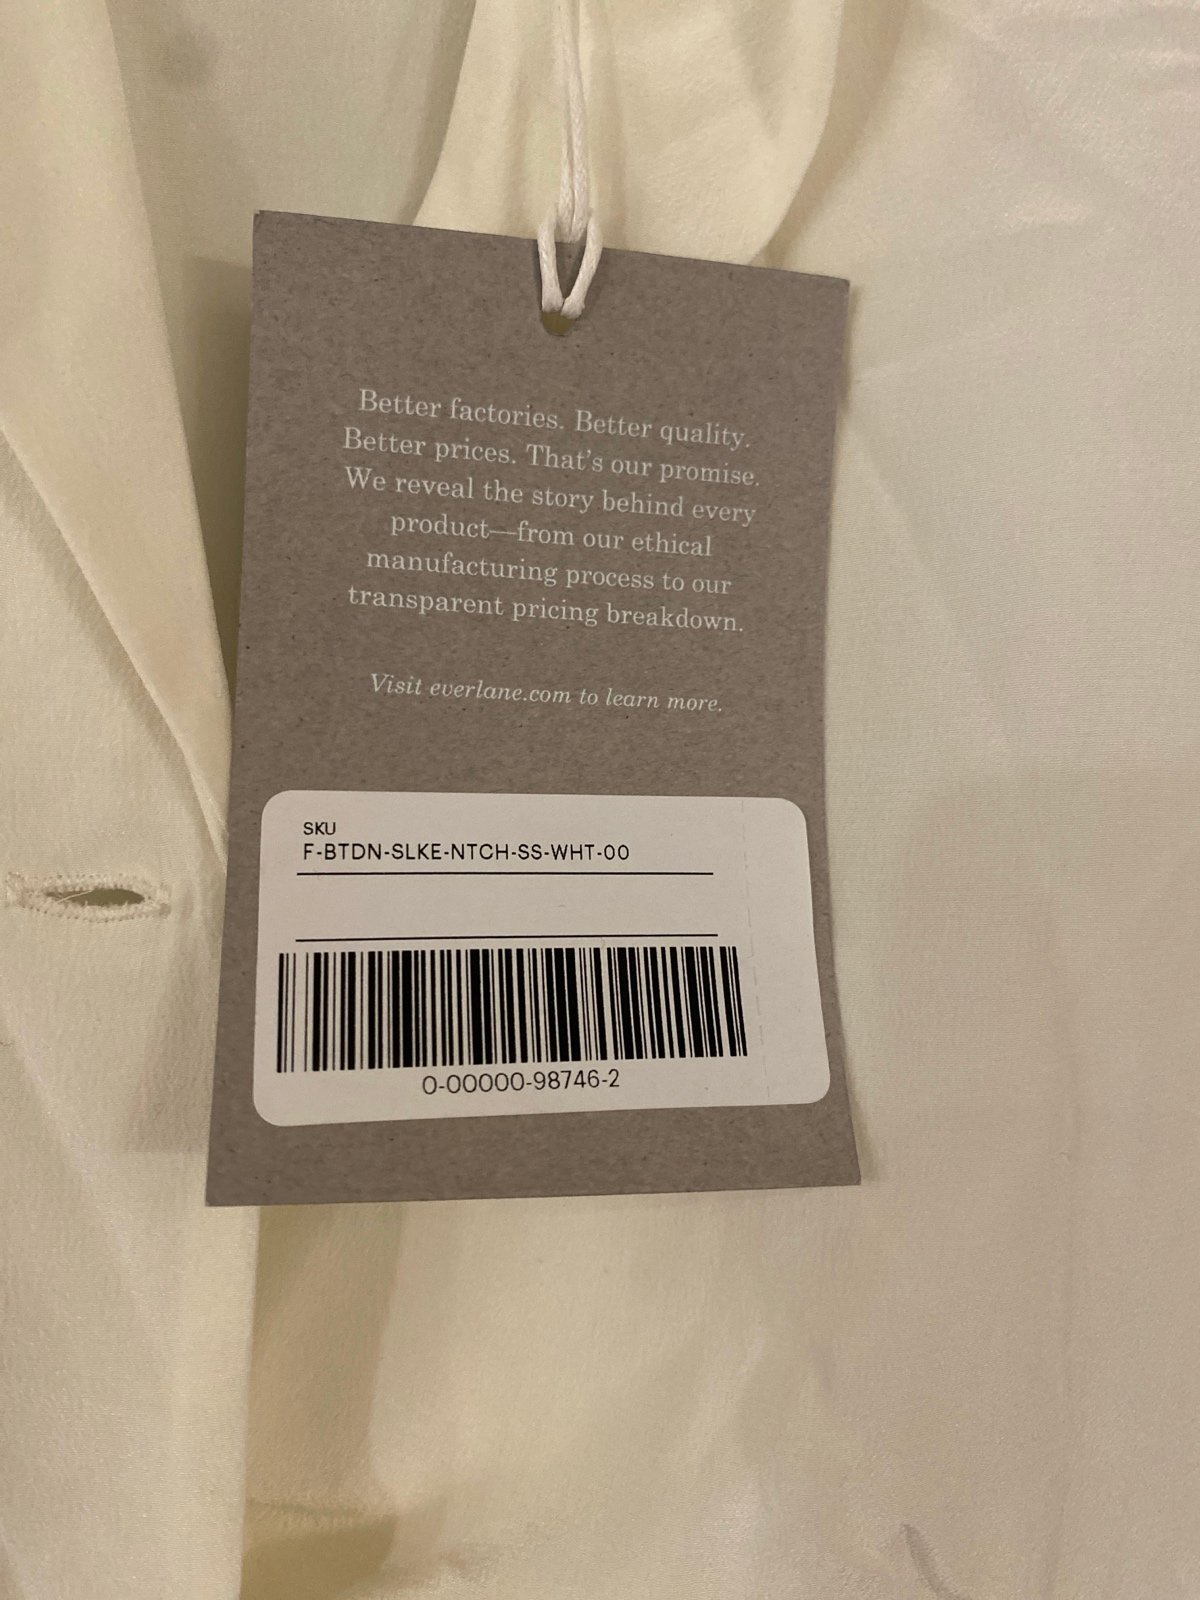 Better factories. Better quality.
Better prices. That's our promise.
We reveal the story behind every
product—from our ethical
manufacturing process to our
transparent pricing breakdown.
Visit everlane.com to learn more.
SKU
F-BTDN-SLKE-NTCH-SS-WHT-00
0-00000-98746-2